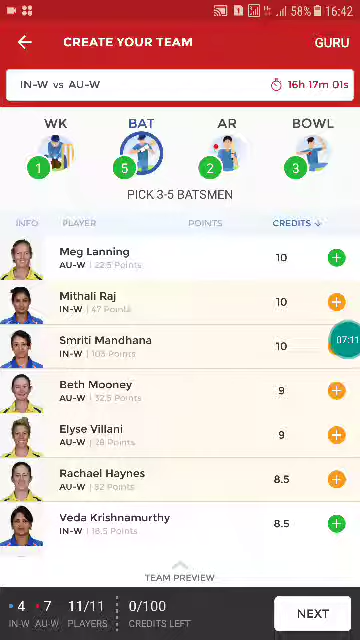 58% 16:42
CREATE YOUR TEAM GURU
IN-W vs AU-W 16h 17m 01s
WK BAT AR BOWL
1 5 2 3
PICK 3-5 BATSMEN
INFO PLAYER POINTS CREDITS
Meg Lanning
AU-W | 22.5 Points
10
Mithali Raj
IN-W | 47 Points
10
Smriti Mandhana
IN-W | 103 Points
10
07:11
Beth Mooney
AU-W | 32.5 Points
9
Elyse Villani
AU-W | 28 Points
9
Rachael Haynes
AU-W | 82 Points
8.5
Veda Krishnamurthy
IN-W | 18.5 Points
8.5
TEAM PREVIEW
4 7 11/11 0/100
IN-W AU-W PLAYERS CREDITS LEFT
NEXT